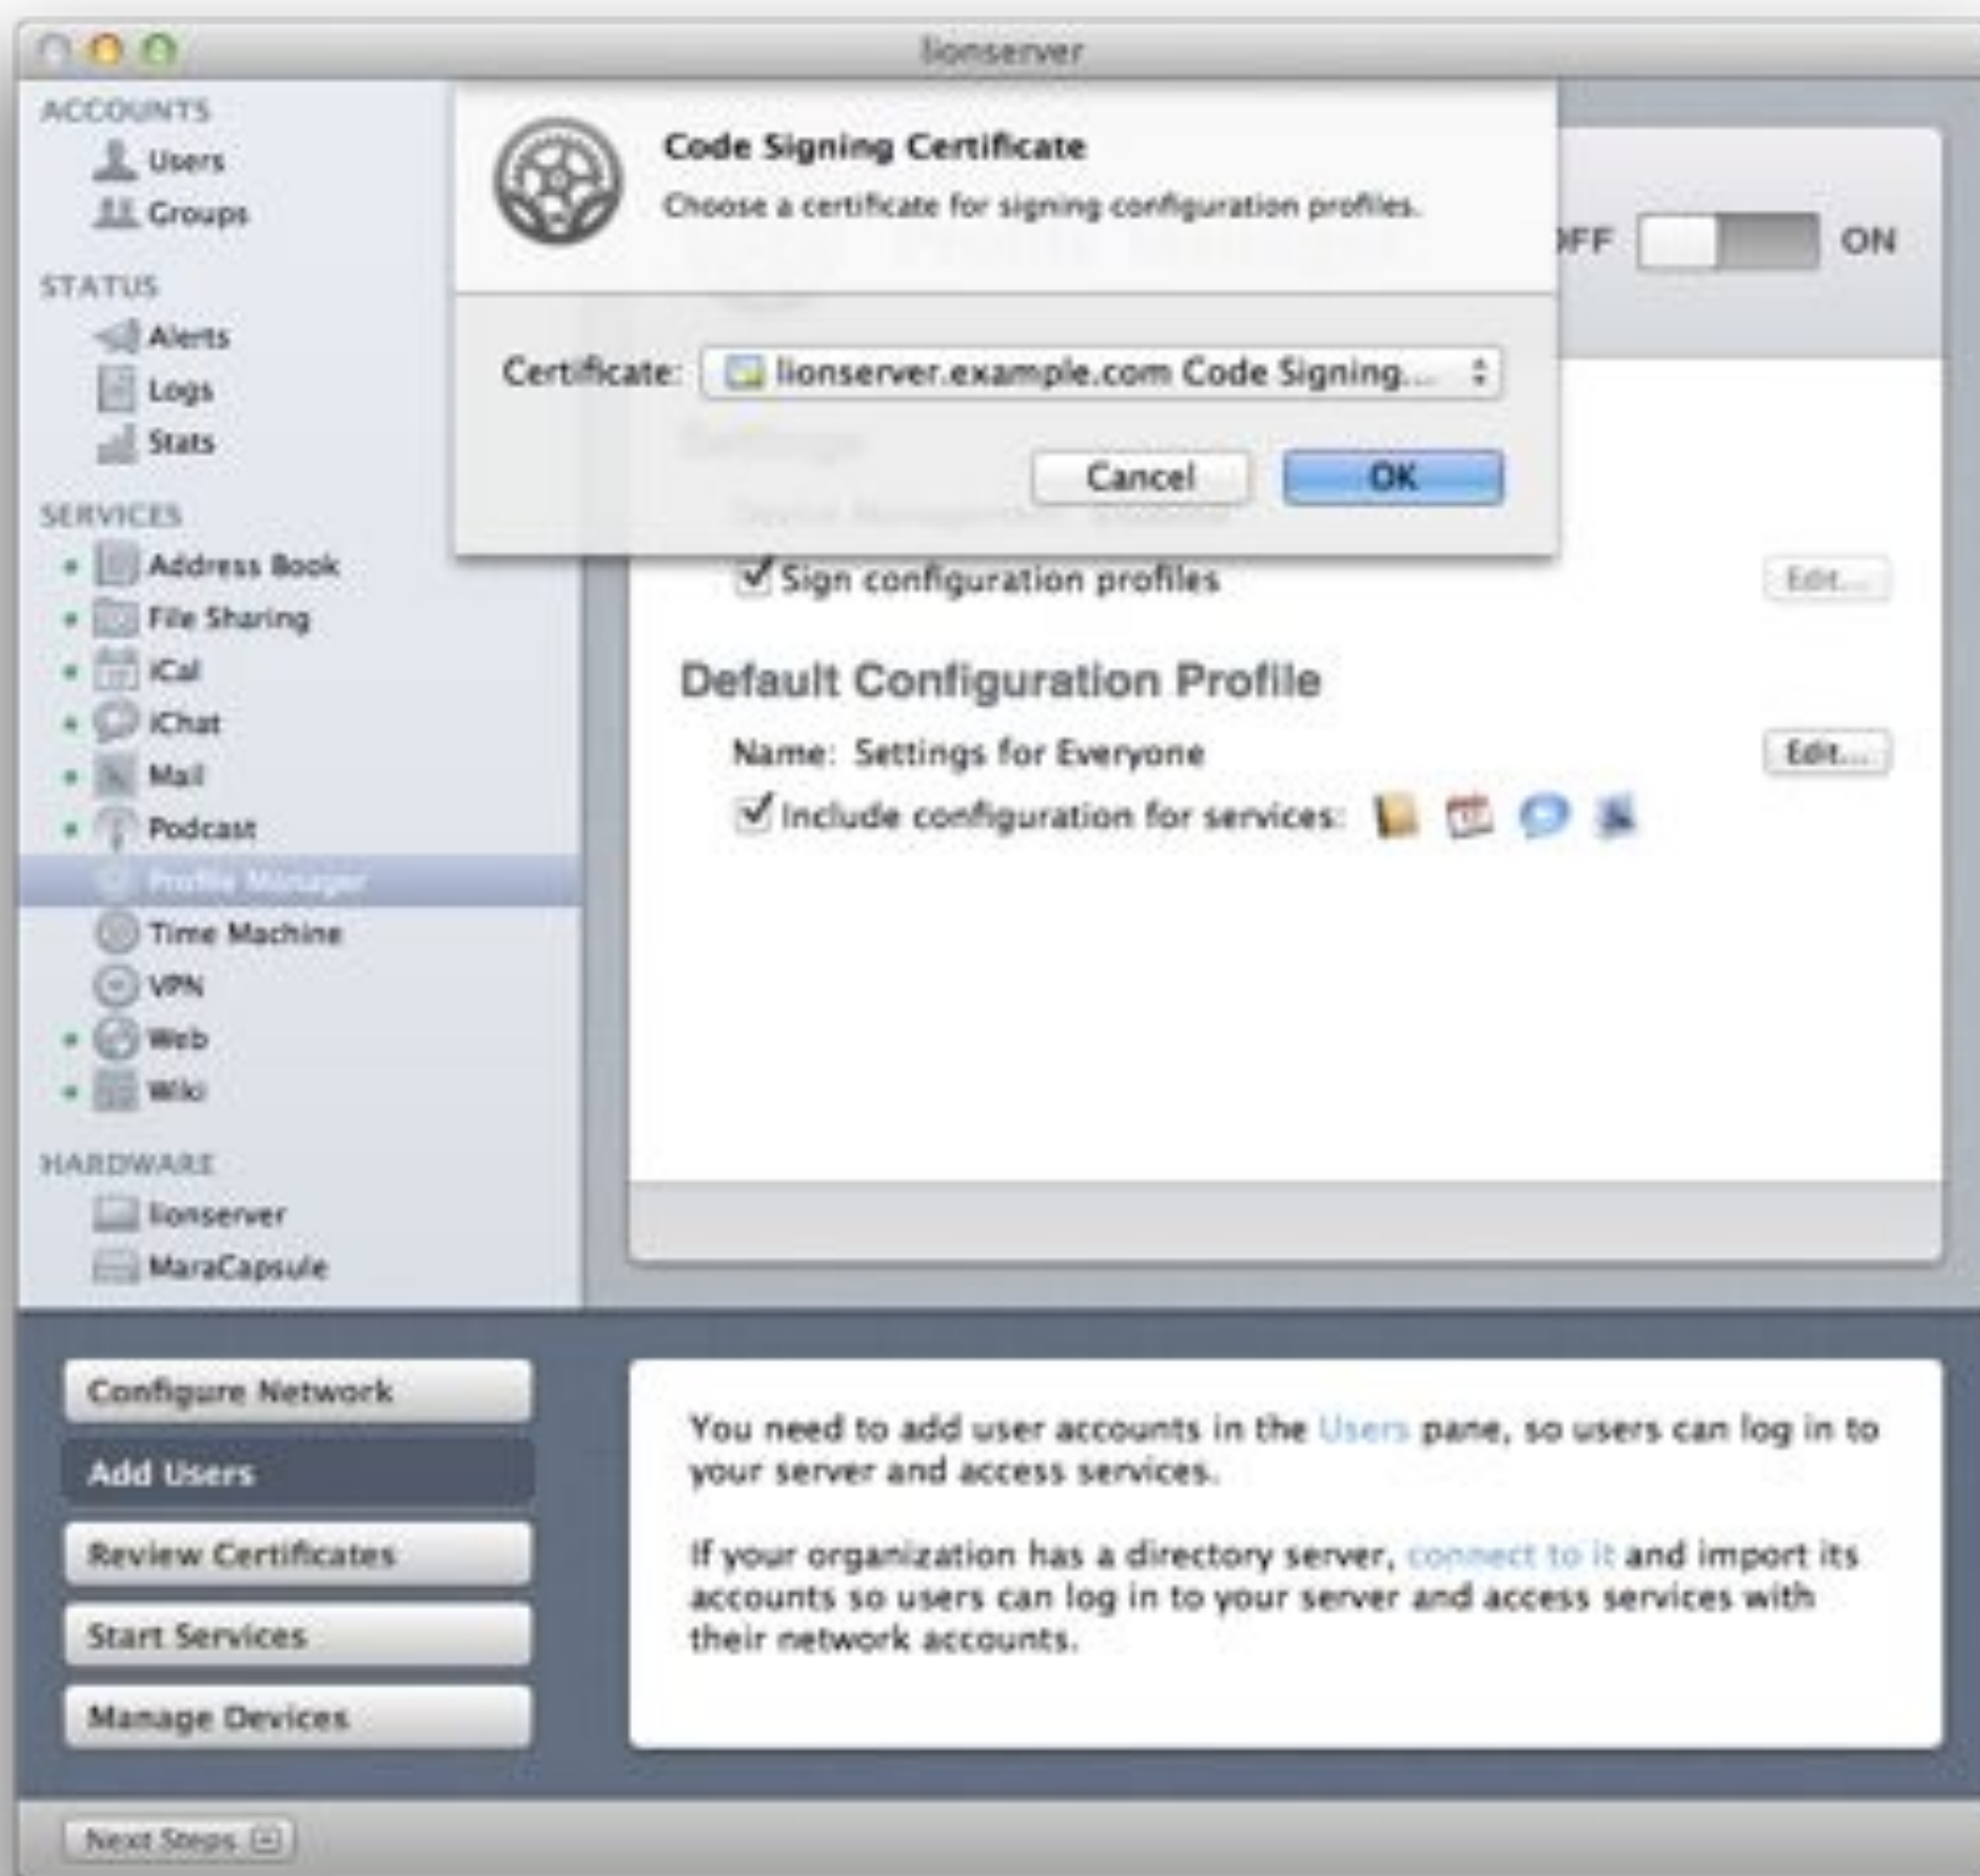 lionserver
ACCOUNTS
Users
Groups
STATUS
Alerts
Logs
Stats
SERVICES
Address Book
File Sharing
iCal
iChat
Mail
Podcast
Profile Manager
Time Machine
VPN
Web
Wiki
HARDWARE
lionserver
MaraCapsule
Code Signing Certificate
Choose a certificate for signing configuration profiles.
Certificate: lionserver.example.com Code Signing...
Cancel OK
ON
Settings
Sign configuration profiles Edit...
Default Configuration Profile
Name: Settings for Everyone Edit...
Include configuration for services:
Configure Network
Add Users
Review Certificates
Start Services
Manage Devices
You need to add user accounts in the Users pane, so users can log in to
your server and access services.
If your organization has a directory server, connect to it and import its
accounts so users can log in to your server and access services with
their network accounts.
Next Steps